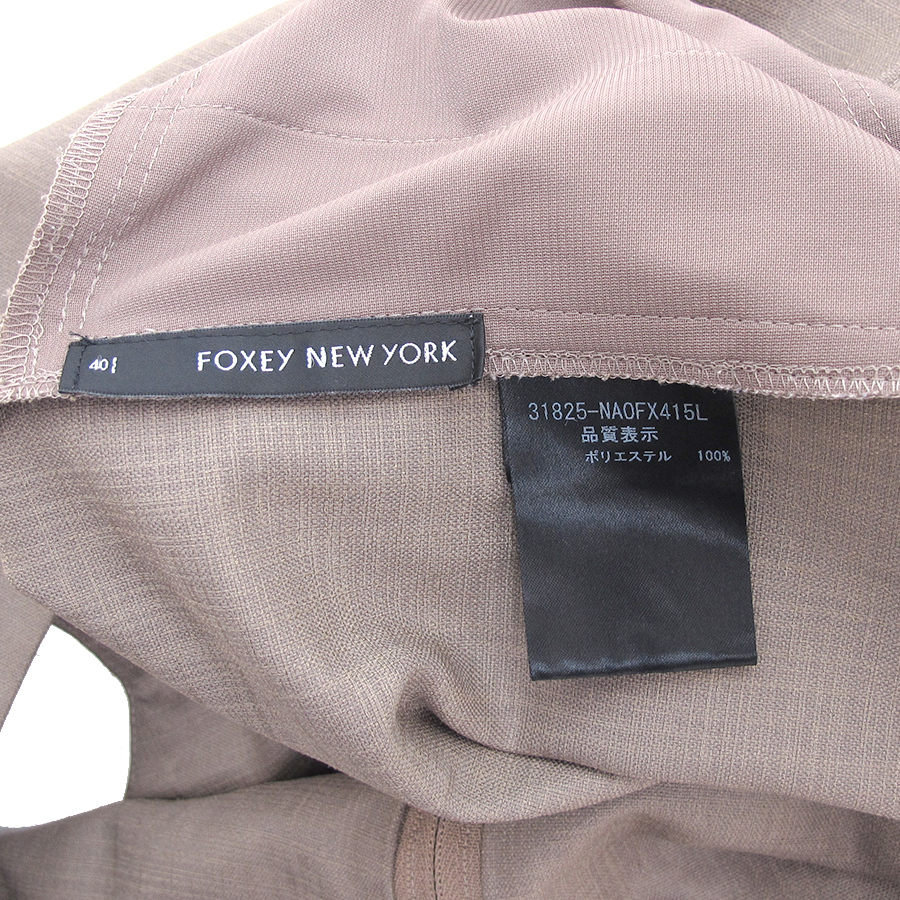 40
FOXEY NEW YORK
31825-NA0FX415L
品質表示
ポリエステル 100%